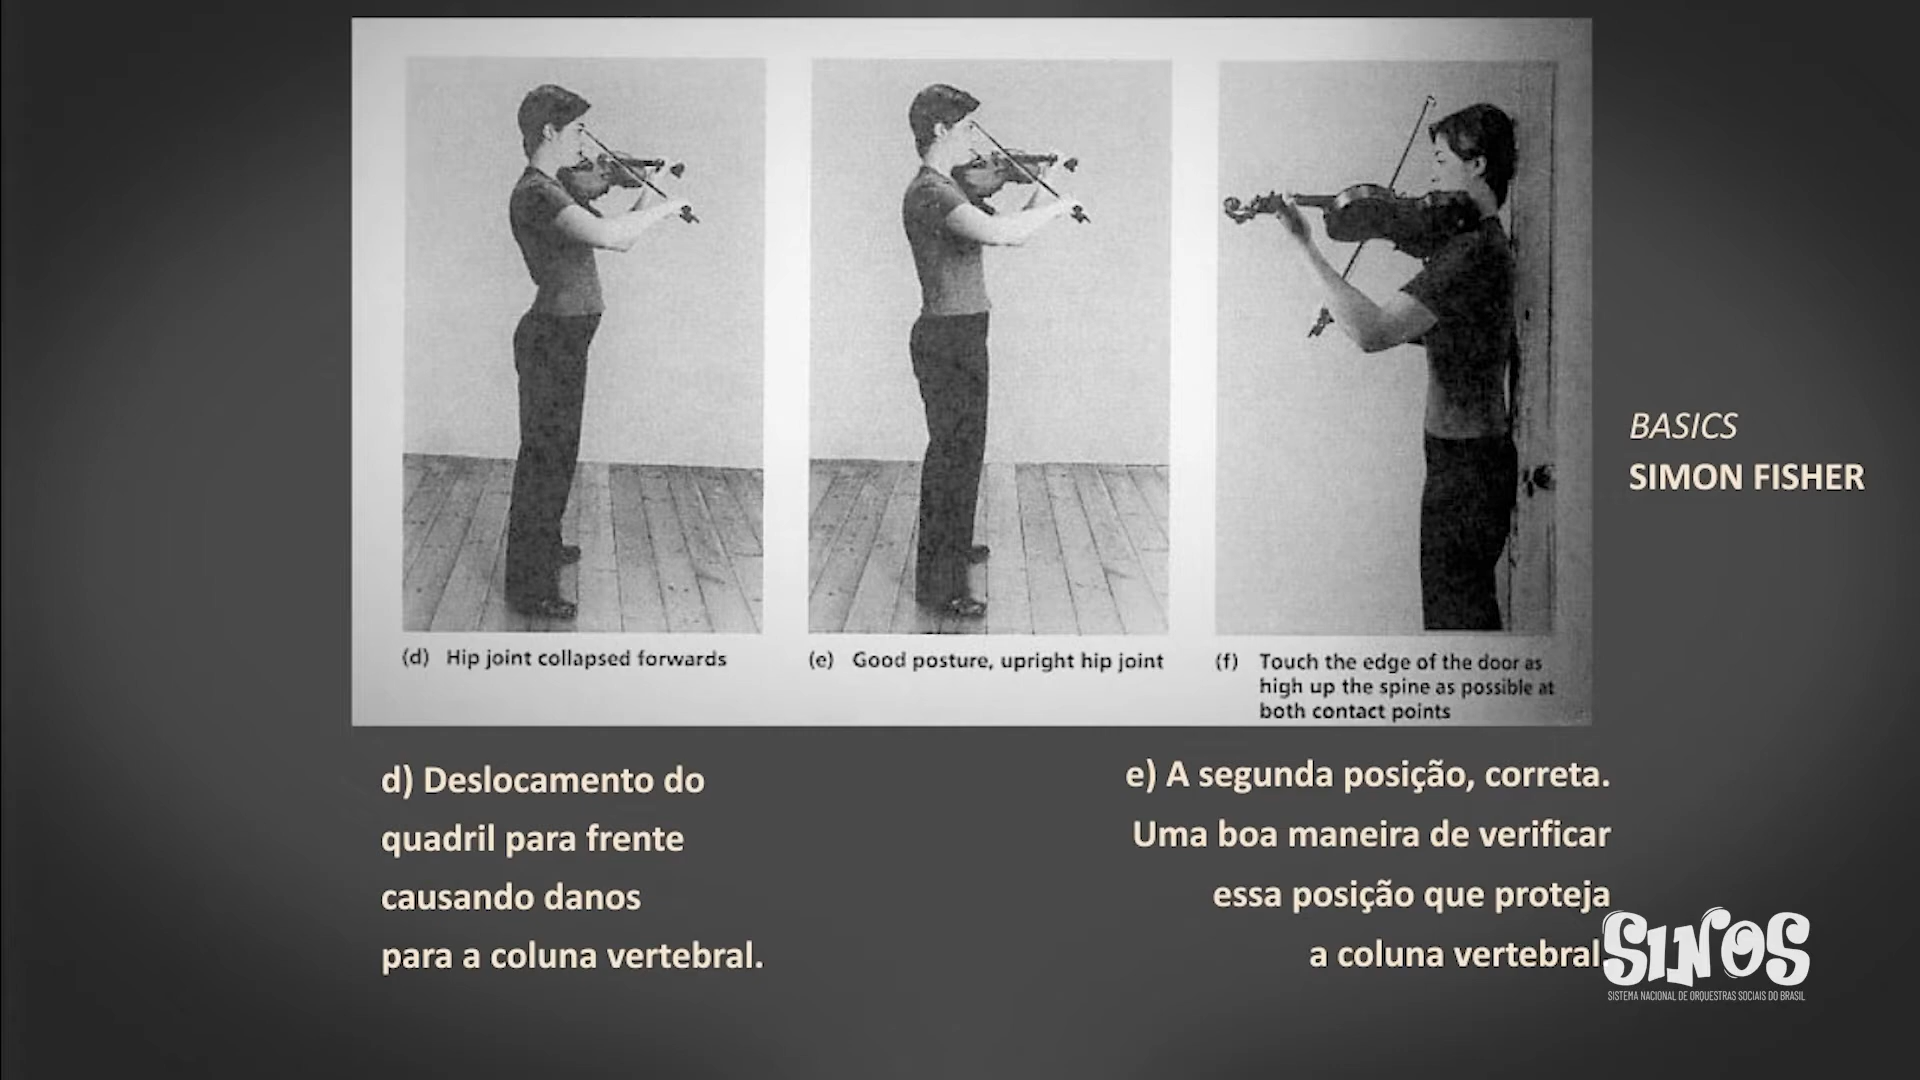 (d) Hip joint collapsed forwards
(e) Good posture, upright hip joint
(f) Touch the edge of the door as
high up the spine as possible at
both contact points
BASICS
SIMON FISHER
d) Deslocamento do
quadril para frente
causando danos
para a coluna vertebral.
e) A segunda posição, correta.
Uma boa maneira de verificar
essa posição que proteja
a coluna vertebral.
SINOS
SISTEMA NACIONAL DE ORQUESTRAS SOCIAIS DO BRASIL